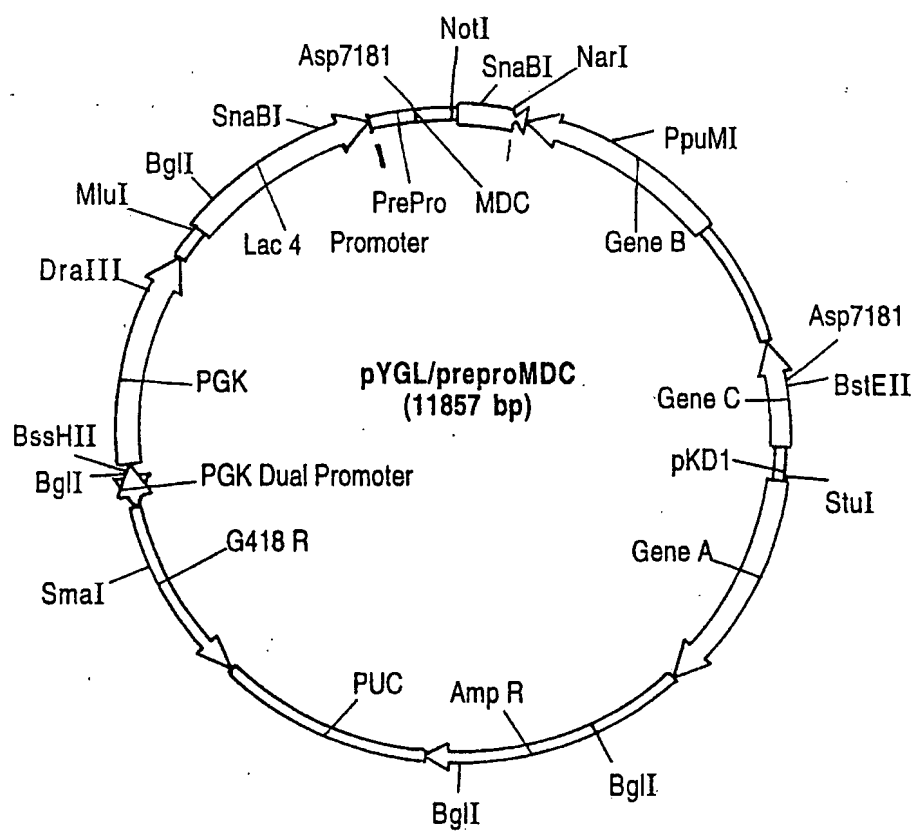 NotI
Asp7181
SnaBI
NarI
SnaBI
PpuMI
BglI
MluI
PrePro
MDC
Lac 4
Promoter
Gene B
DraIII
Asp7181
PGK
pYGL/preproMDC
(11857 bp)
BstEII
Gene C
BssHII
pKD1
BglI
PGK Dual Promoter
StuI
G418 R
Gene A
SmaI
PUC
Amp R
BglI
BglI